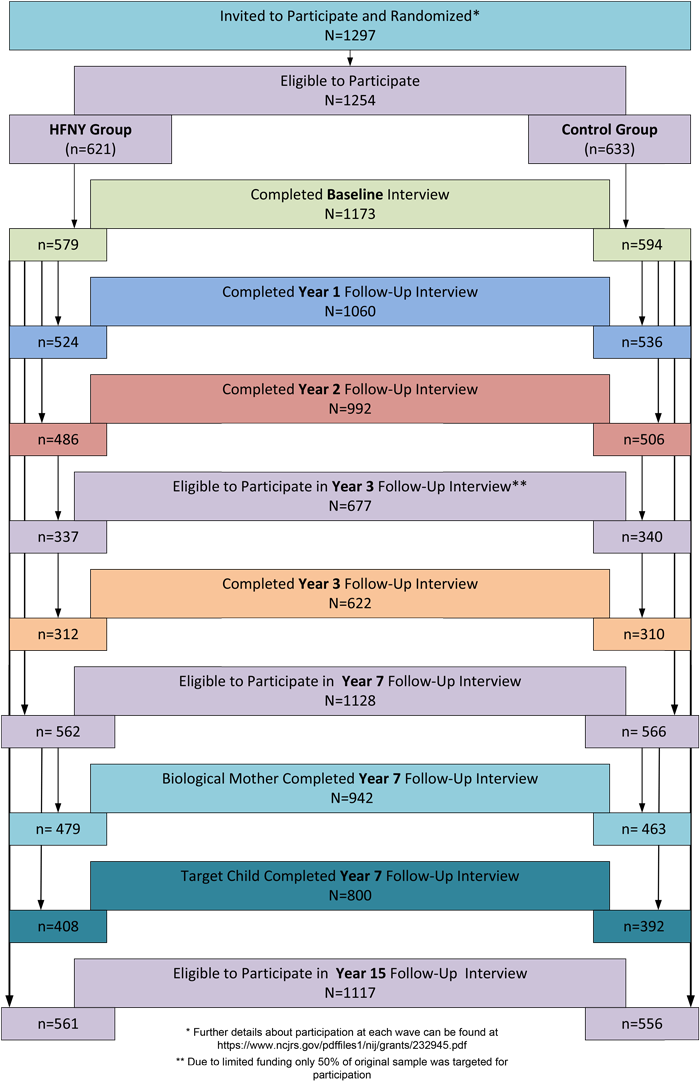 Invited to Participate and Randomized*
N=1297
Eligible to Participate
N=1254
HFNY Group
(n=621)
Control Group
(n=633)
Completed Baseline Interview
N=1173
n=579
n=594
Completed Year 1 Follow-Up Interview
N=1060
n=524
n=536
Completed Year 2 Follow-Up Interview
N=992
n=486
n=506
Eligible to Participate in Year 3 Follow-Up Interview**
N=677
n=337
n=340
Completed Year 3 Follow-Up Interview
N=622
n=312
n=310
Eligible to Participate in Year 7 Follow-Up Interview
N=1128
n= 562
n= 566
Biological Mother Completed Year 7 Follow-Up Interview
N=942
n= 479
n= 463
Target Child Completed Year 7 Follow-Up Interview
N=800
n=408
n=392
Eligible to Participate in Year 15 Follow-Up Interview
N=1117
n=561
n=556
* Further details about participation at each wave can be found at
https://www.ncjrs.gov/pdffiles1/nij/grants/232945.pdf
** Due to limited funding only 50% of original sample was targeted for
participation